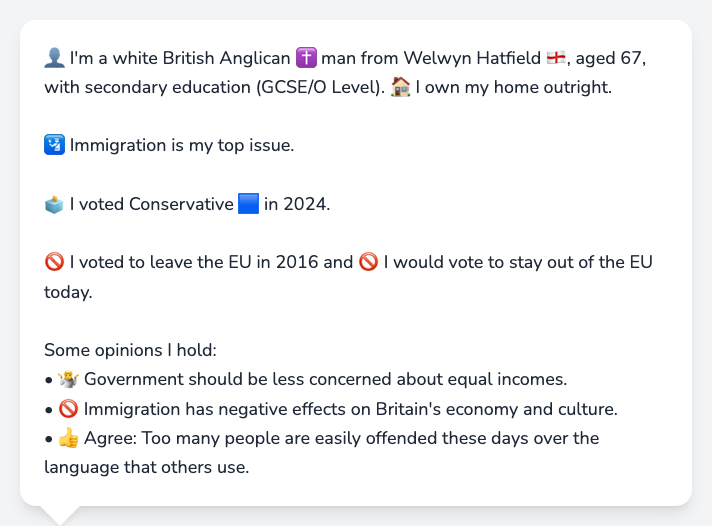 👤 I'm a white British Anglican ✝️ man from Welwyn Hatfield 🏴󠁧󠁢󠁥󠁮󠁧󠁿, aged 67,
with secondary education (GCSE/O Level). 🏠 I own my home outright.
🛂 Immigration is my top issue.
🗳️ I voted Conservative 🟦 in 2024.
🚫 I voted to leave the EU in 2016 and 🚫 I would vote to stay out of the EU
today.
Some opinions I hold:
• 🤷 Government should be less concerned about equal incomes.
• 🚫 Immigration has negative effects on Britain's economy and culture.
• 👍 Agree: Too many people are easily offended these days over the
language that others use.